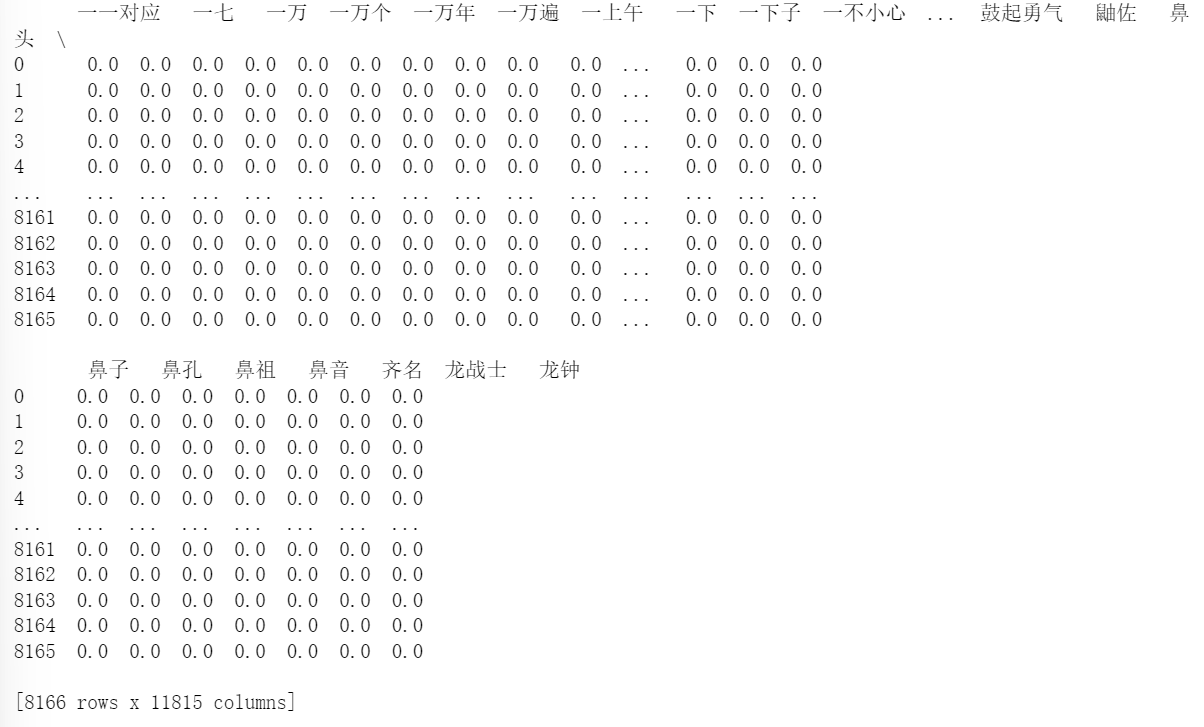 一一对应 一七 一万 一万个 一万年 一万遍 一上午 一下 一下子 一不小心 ... 鼓起勇气 鼬佐 鼻
头 \
0 0.0 0.0 0.0 0.0 0.0 0.0 0.0 0.0 0.0 0.0 ... 0.0 0.0 0.0
1 0.0 0.0 0.0 0.0 0.0 0.0 0.0 0.0 0.0 0.0 ... 0.0 0.0 0.0
2 0.0 0.0 0.0 0.0 0.0 0.0 0.0 0.0 0.0 0.0 ... 0.0 0.0 0.0
3 0.0 0.0 0.0 0.0 0.0 0.0 0.0 0.0 0.0 0.0 ... 0.0 0.0 0.0
4 0.0 0.0 0.0 0.0 0.0 0.0 0.0 0.0 0.0 0.0 ... 0.0 0.0 0.0
... ... ... ... ... ... ... ... ... ... ... ... ... ... ...
8161 0.0 0.0 0.0 0.0 0.0 0.0 0.0 0.0 0.0 0.0 ... 0.0 0.0 0.0
8162 0.0 0.0 0.0 0.0 0.0 0.0 0.0 0.0 0.0 0.0 ... 0.0 0.0 0.0
8163 0.0 0.0 0.0 0.0 0.0 0.0 0.0 0.0 0.0 0.0 ... 0.0 0.0 0.0
8164 0.0 0.0 0.0 0.0 0.0 0.0 0.0 0.0 0.0 0.0 ... 0.0 0.0 0.0
8165 0.0 0.0 0.0 0.0 0.0 0.0 0.0 0.0 0.0 0.0 ... 0.0 0.0 0.0
鼻子 鼻孔 鼻祖 鼻音 齐名 龙战士 龙钟
0 0.0 0.0 0.0 0.0 0.0 0.0 0.0
1 0.0 0.0 0.0 0.0 0.0 0.0 0.0
2 0.0 0.0 0.0 0.0 0.0 0.0 0.0
3 0.0 0.0 0.0 0.0 0.0 0.0 0.0
4 0.0 0.0 0.0 0.0 0.0 0.0 0.0
... ... ... ... ... ... ... ...
8161 0.0 0.0 0.0 0.0 0.0 0.0 0.0
8162 0.0 0.0 0.0 0.0 0.0 0.0 0.0
8163 0.0 0.0 0.0 0.0 0.0 0.0 0.0
8164 0.0 0.0 0.0 0.0 0.0 0.0 0.0
8165 0.0 0.0 0.0 0.0 0.0 0.0 0.0
[8166 rows x 11815 columns]